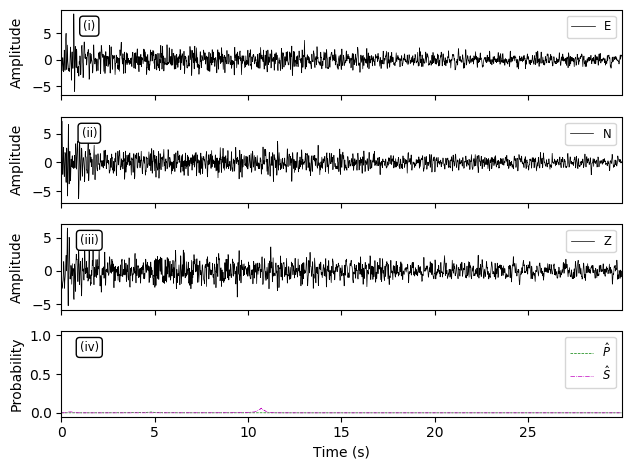 (i)
E
Amplitude
5
0
−5
(ii)
N
Amplitude
5
0
−5
(iii)
Z
Amplitude
5
0
−5
(iv)
P̂
Ŝ
Probability
1.0
0.5
0.0
0 5 10 15 20 25
Time (s)